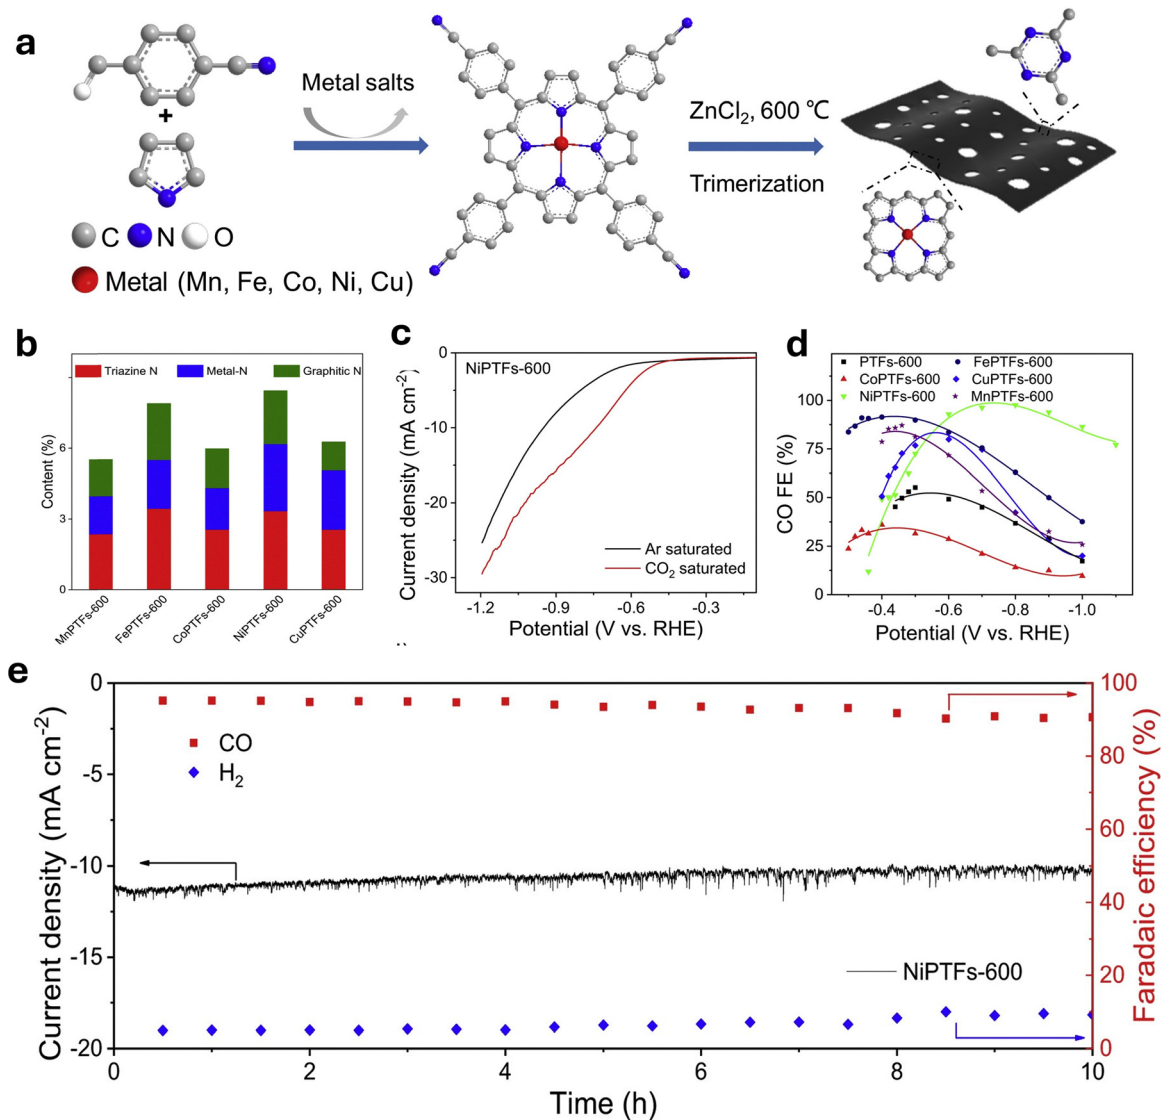 a
Metal salts
ZnCl2, 600 ℃
Trimerization
+
C N O
Metal (Mn, Fe, Co, Ni, Cu)
b
Triazine N Metal-N Graphitic N
Content (%)
6
3
0
MnPTFs-600 FePTFs-600 CoPTFs-600 NiPTFs-600 CuPTFs-600
c
NiPTFs-600
Current density (mA cm-2)
0
-10
-20
-30
Ar saturated
CO2 saturated
-1.2 -0.9 -0.6 -0.3
Potential (V vs. RHE)
d
PTFs-600 FePTFs-600
CoPTFs-600 CuPTFs-600
NiPTFs-600 MnPTFs-600
CO FE (%)
100
75
50
25
0
-0.4 -0.6 -0.8 -1.0
Potential (V vs. RHE)
e
Current density (mA cm-2)
0
-5
-10
-15
-20
CO
H2
NiPTFs-600
Faradaic efficiency (%)
100
80
60
40
20
0
0 2 4 6 8 10
Time (h)